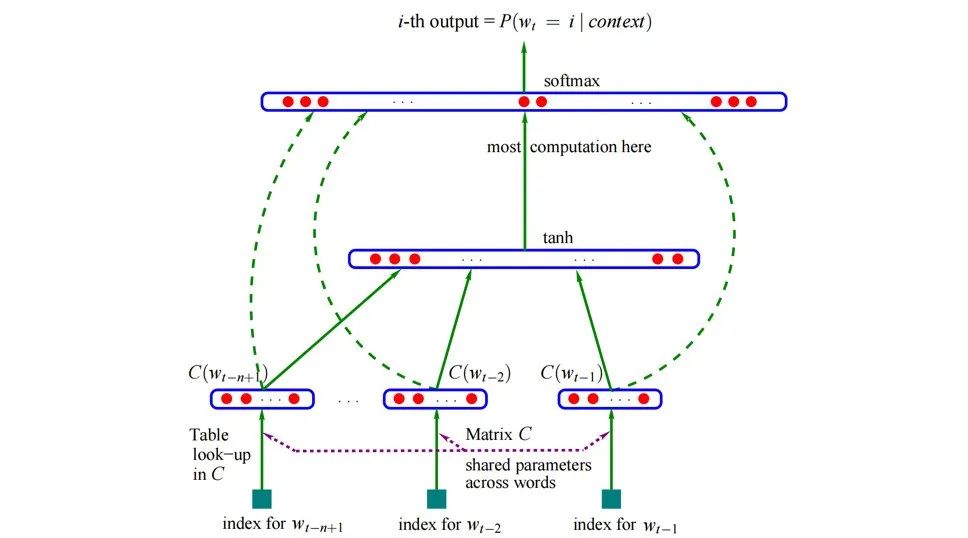 i-th output = P(w_t = i | context)
softmax
. . .
. . .
most computation here
tanh
. . .
. . .
C(w_{t−n+1})
C(w_{t−2})
C(w_{t−1})
. . .
. . .
. . .
. . .
Table
look−up
in C
Matrix C
shared parameters
across words
index for w_{t−n+1}
index for w_{t−2}
index for w_{t−1}